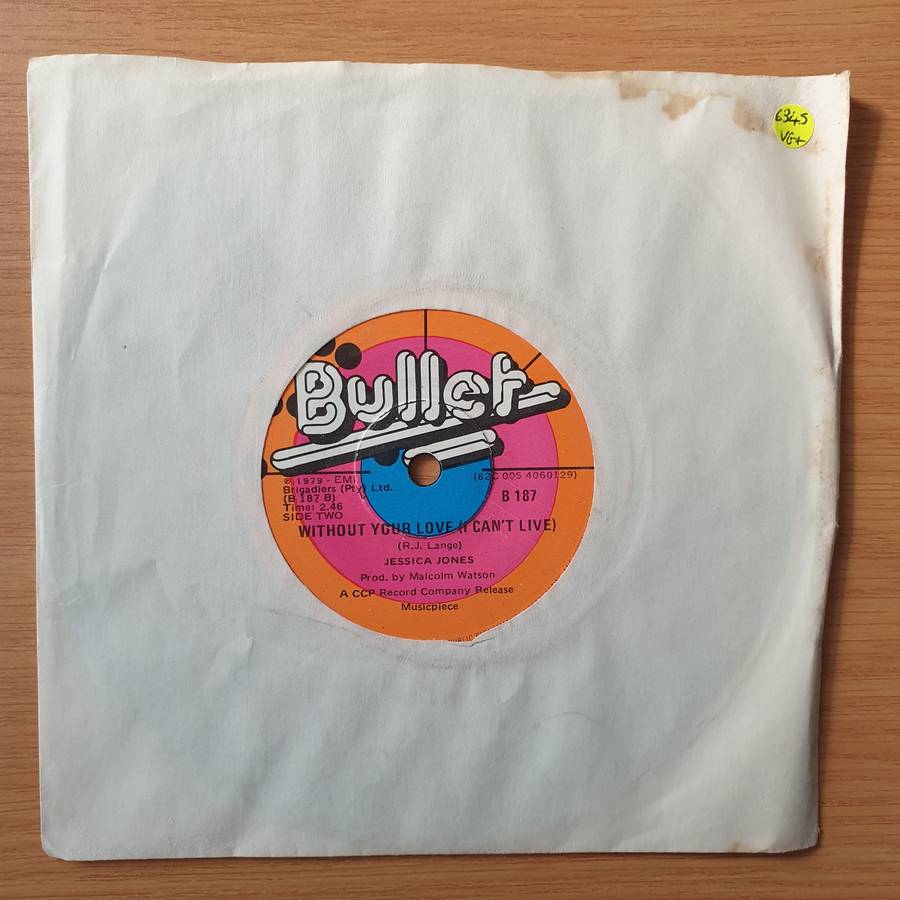 6345
VG+
Bullet
℗ 1979 - EMI
Brigadiers (Pty) Ltd.
(B 187 B)
Time: 2.46
SIDE TWO
(82C 005 4060129)
B 187
WITHOUT YOUR LOVE (I CAN'T LIVE)
(R.J. Lange)
JESSICA JONES
Prod. by Malcolm Watson
A CCP Record Company Release
Musicpiece